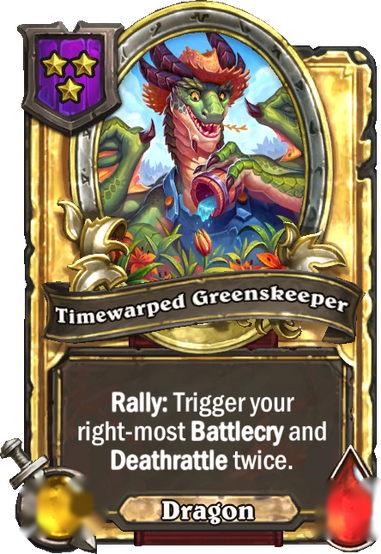 Timewarped Greenskeeper
Rally: Trigger your
right-most Battlecry and
Deathrattle twice.
Dragon